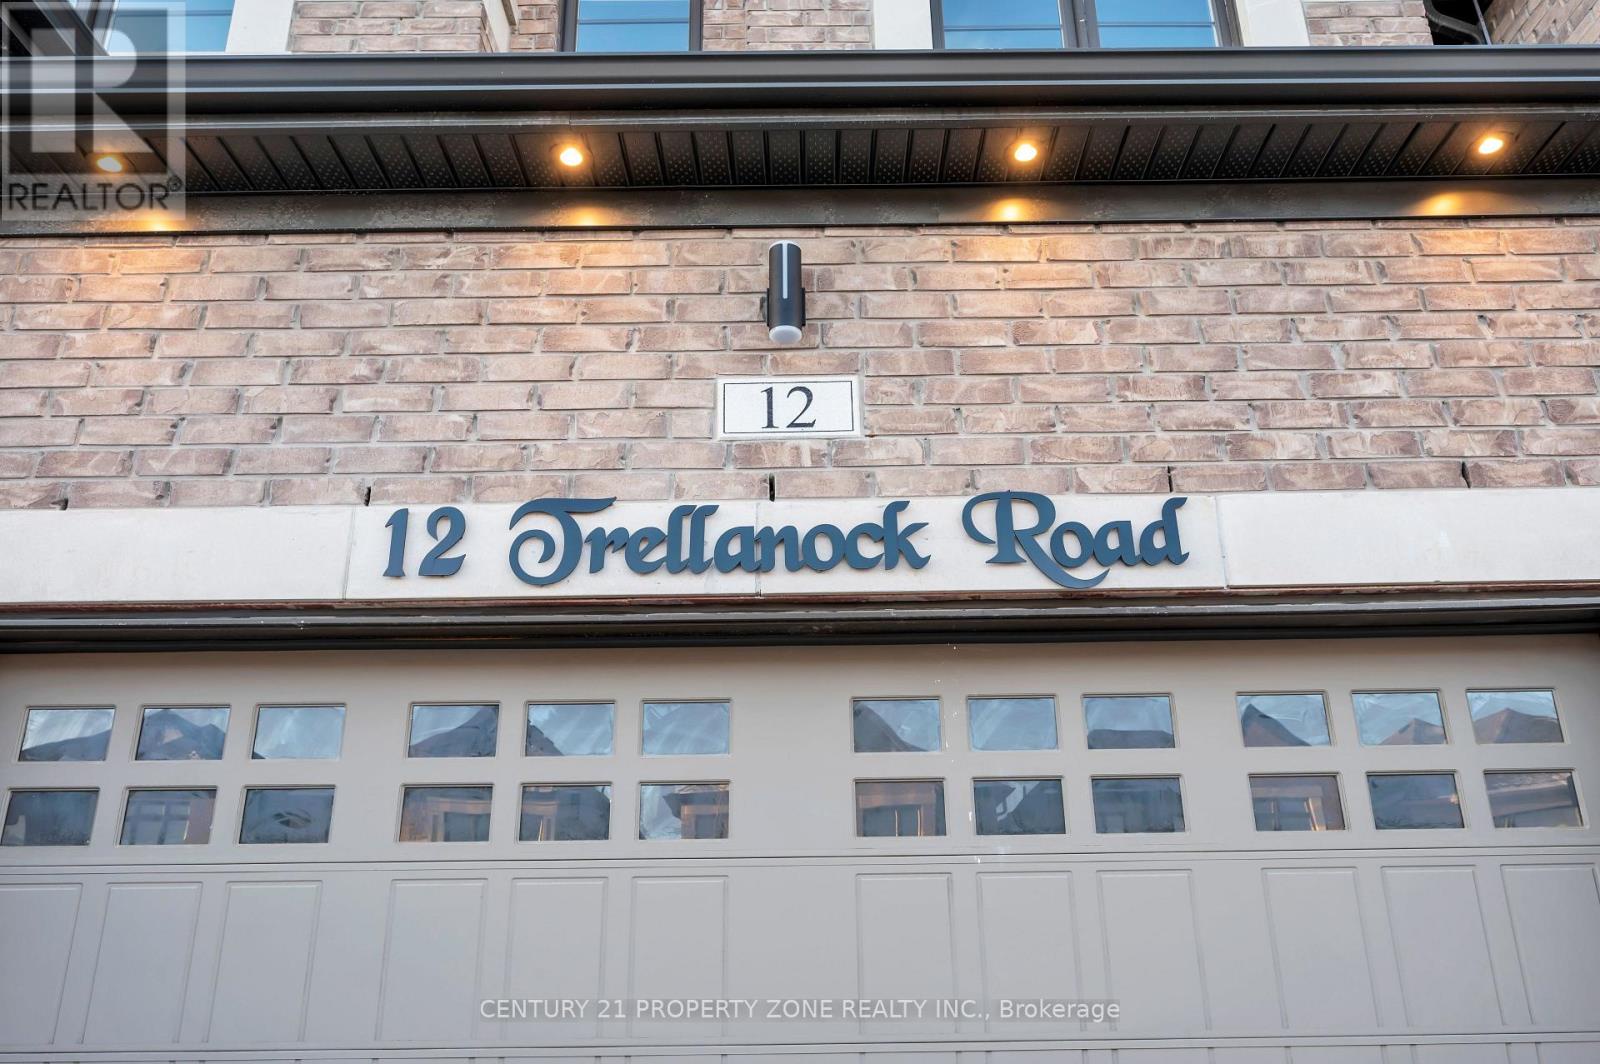 R
REALTOR®
12
12 Trellanock Road
CENTURY 21 PROPERTY ZONE REALTY INC., Brokerage